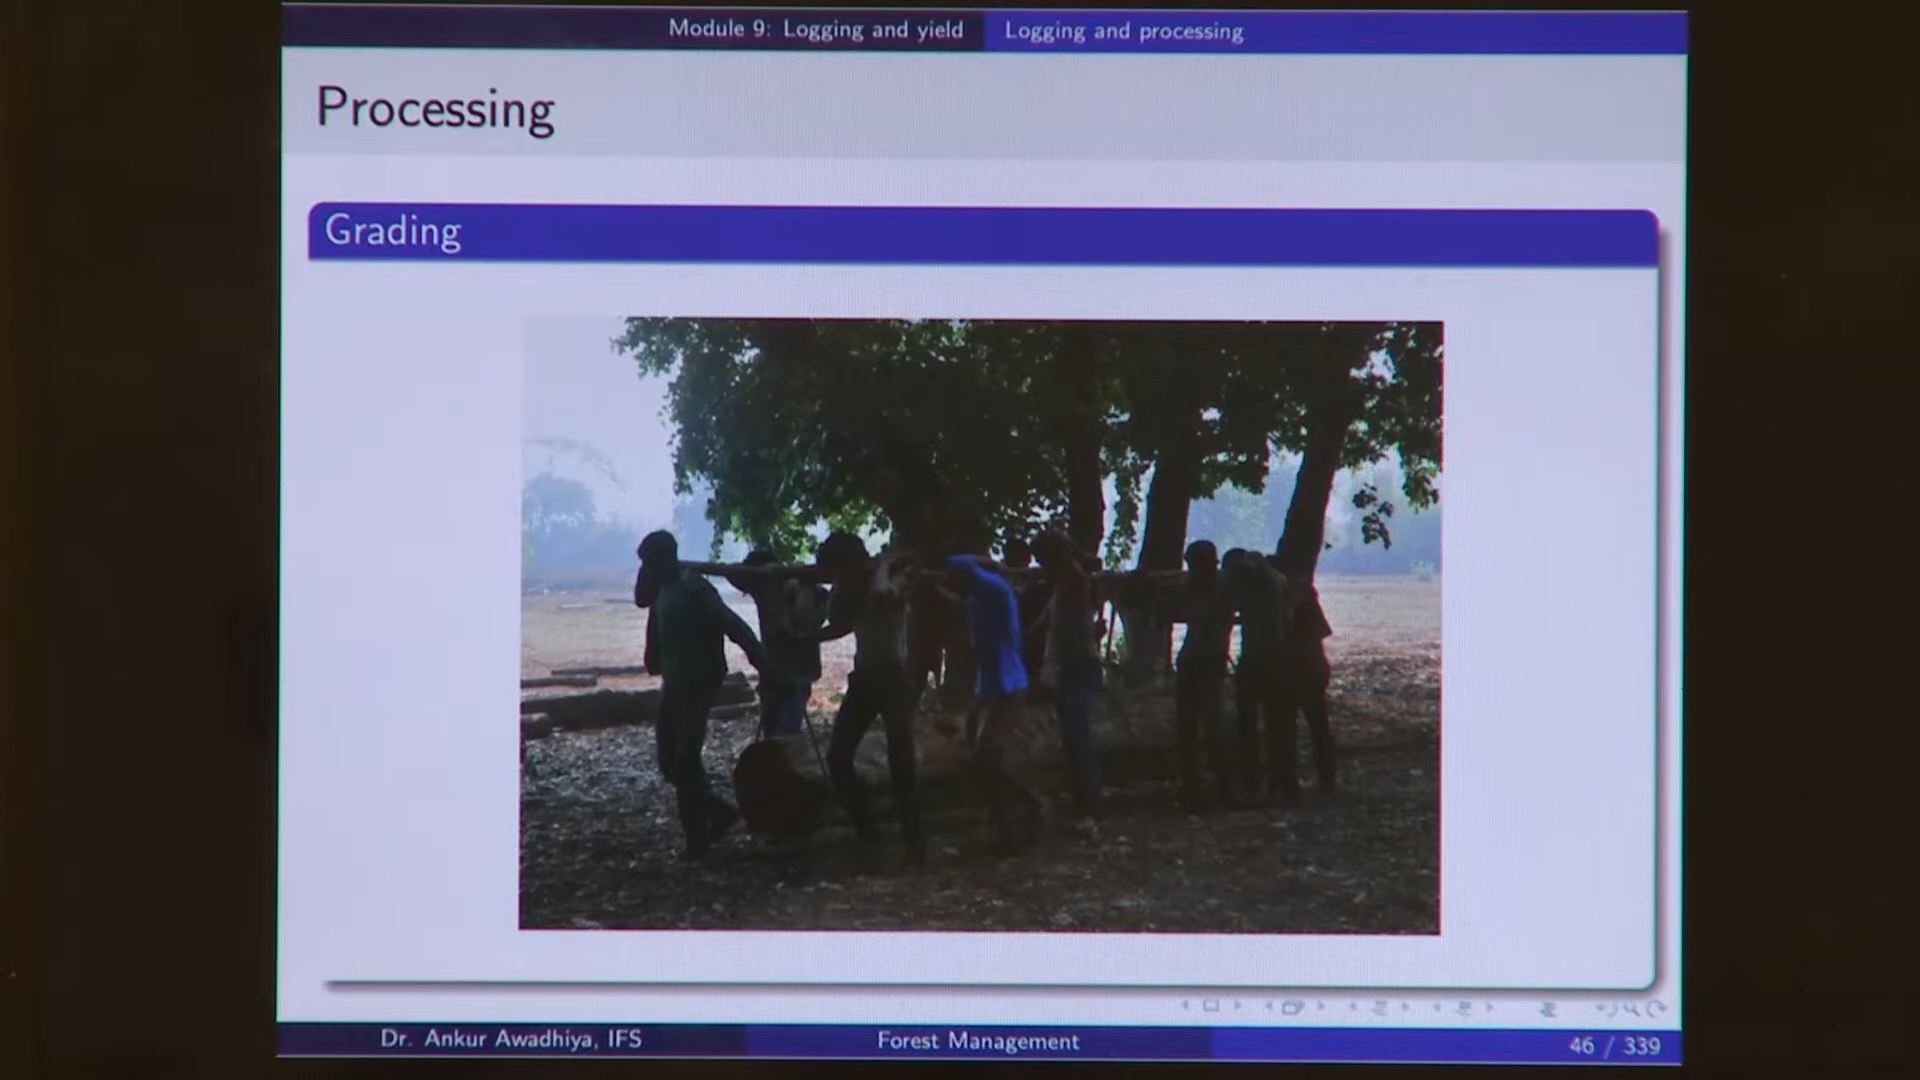 Module 9: Logging and yield
Logging and processing
Processing
Grading
Dr. Ankur Awadhiya, IFS
Forest Management
46 / 339